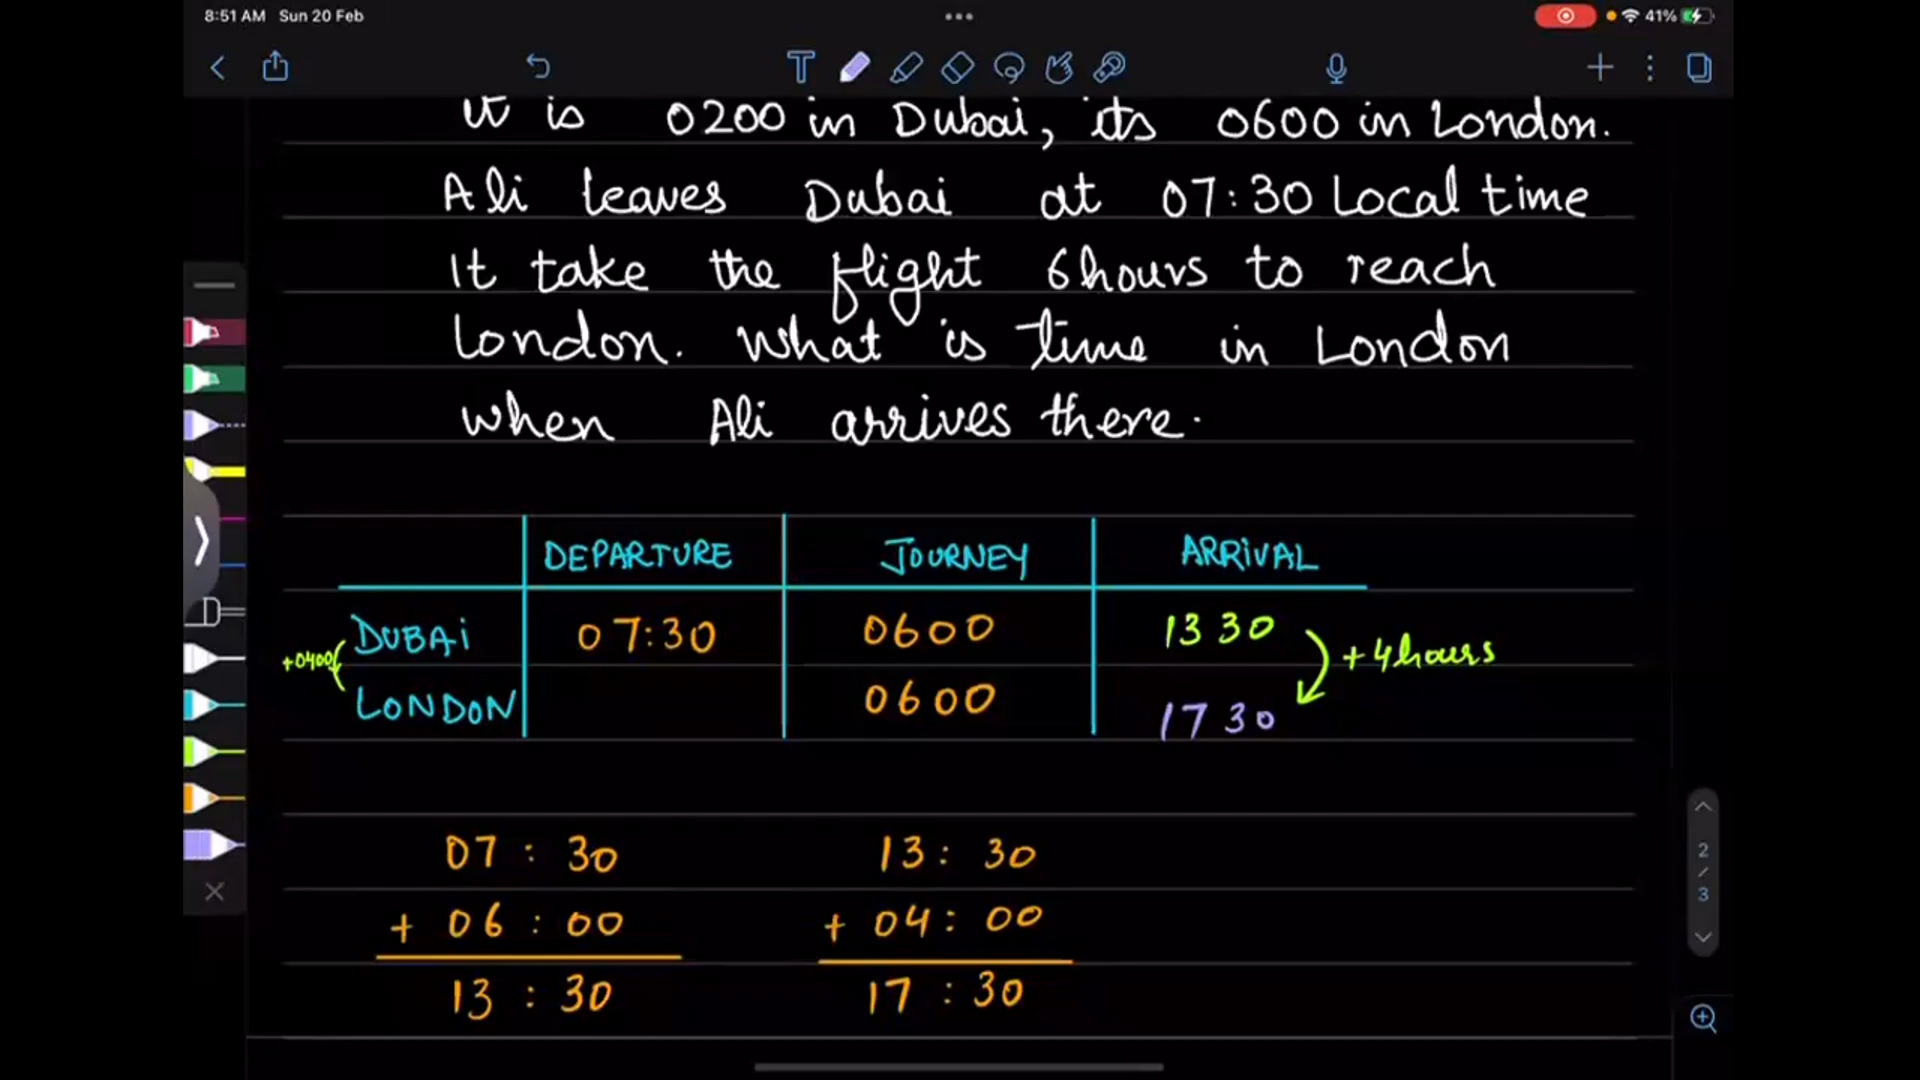 8:51 AM Sun 20 Feb
41%
It is 0200 in Dubai, its 0600 in London.
Ali leaves Dubai at 07:30 Local time
It take the flight 6hours to reach
London. What is time in London
when Ali arrives there.
DEPARTURE JOURNEY ARRIVAL
DUBAI 07:30 0600 1330
+0400 +4hours
LONDON 0600 1730
07 : 30 13 : 30
+ 06 : 00 + 04 : 00
13 : 30 17 : 30
2
/
3